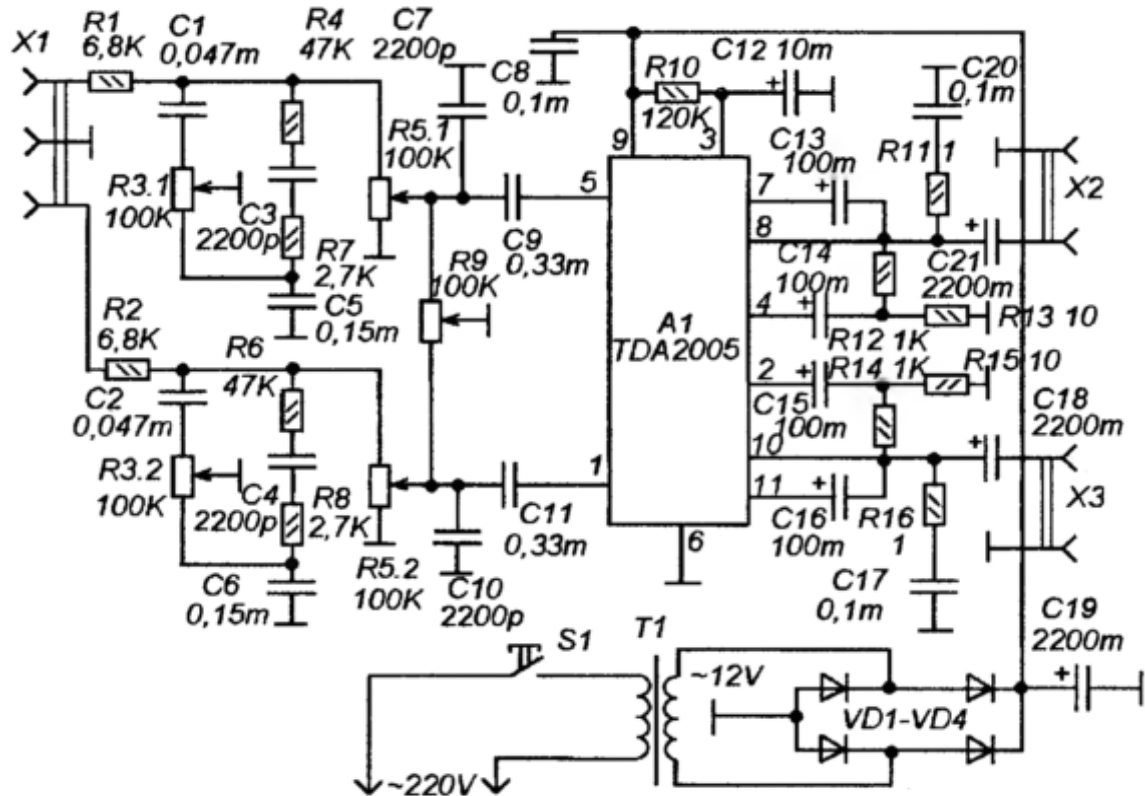 X1
R1
6,8K
C1
0,047m
R4
47K
C7
2200p
C8
0,1m
R10
120K
C12 10m
C20
0,1m
R3.1
100K
C3
2200p
R7
2,7K
C5
0,15m
R5.1
100K
C9
0,33m
R9
100K
9
3
5
7
8
4
2
10
11
1
6
A1
TDA2005
C13
100m
R11 1
X2
C14
100m
C21
2200m
R12 1K
R13 10
R14 1K
R15 10
C15
100m
C18
2200m
C16
100m
R16
1
X3
C17
0,1m
R2
6,8K
C2
0,047m
R6
47K
R3.2
100K
C4
2200p
R8
2,7K
C6
0,15m
R5.2
100K
C11
0,33m
C10
2200p
S1
T1
~12V
VD1-VD4
C19
2200m
~220V
+
+
+
+
+
+
+
+